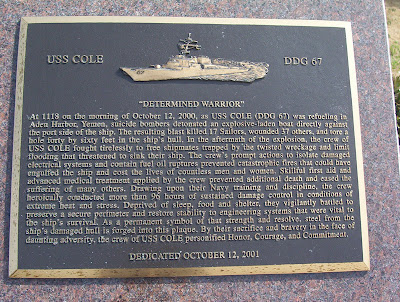 USS COLE DDG 67
"DETERMINED WARRIOR"
At 1118 on the morning of October 12, 2000, as USS COLE (DDG 67) was refueling in
Aden Harbor, Yemen, suicide bombers detonated an explosive-laden boat directly against
the port side of the ship. The resulting blast killed 17 Sailors, wounded 37 others, and tore a
hole forty by sixty feet in the ship's hull. In the aftermath of the explosion, the crew of
USS COLE fought tirelessly to free shipmates trapped by the twisted wreckage and limit
flooding that threatened to sink their ship. The crew's prompt actions to isolate damaged
electrical systems and contain fuel oil ruptures prevented catastrophic fires that could have
engulfed the ship and cost the lives of countless men and women. Skillful first aid and
advanced medical treatment applied by the crew prevented additional death and eased the
suffering of many others. Drawing upon their Navy training and discipline, the crew
heroically conducted more than 96 hours of sustained damage control in conditions of
extreme heat and stress. Deprived of sleep, food and shelter, they vigilantly battled to
preserve a secure perimeter and restore stability to engineering systems that were vital to
the ship's survival. As a permanent symbol of that strength and resolve, steel from the
ship's damaged hull is forged into this plaque. By their sacrifice and bravery in the face of
daunting adversity, the crew of USS COLE personified Honor, Courage, and Commitment.
DEDICATED OCTOBER 12, 2001